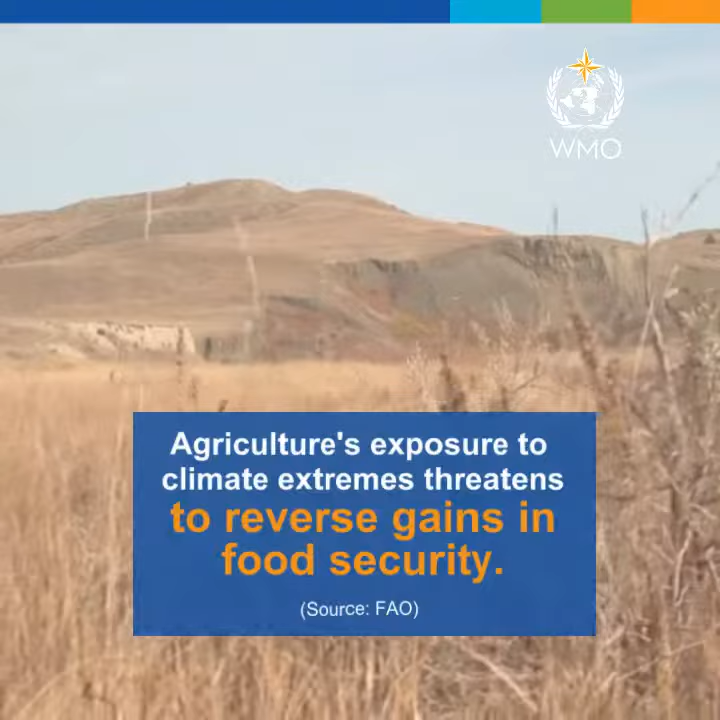 WMO
Agriculture's exposure to
climate extremes threatens
to reverse gains in
food security.
(Source: FAO)